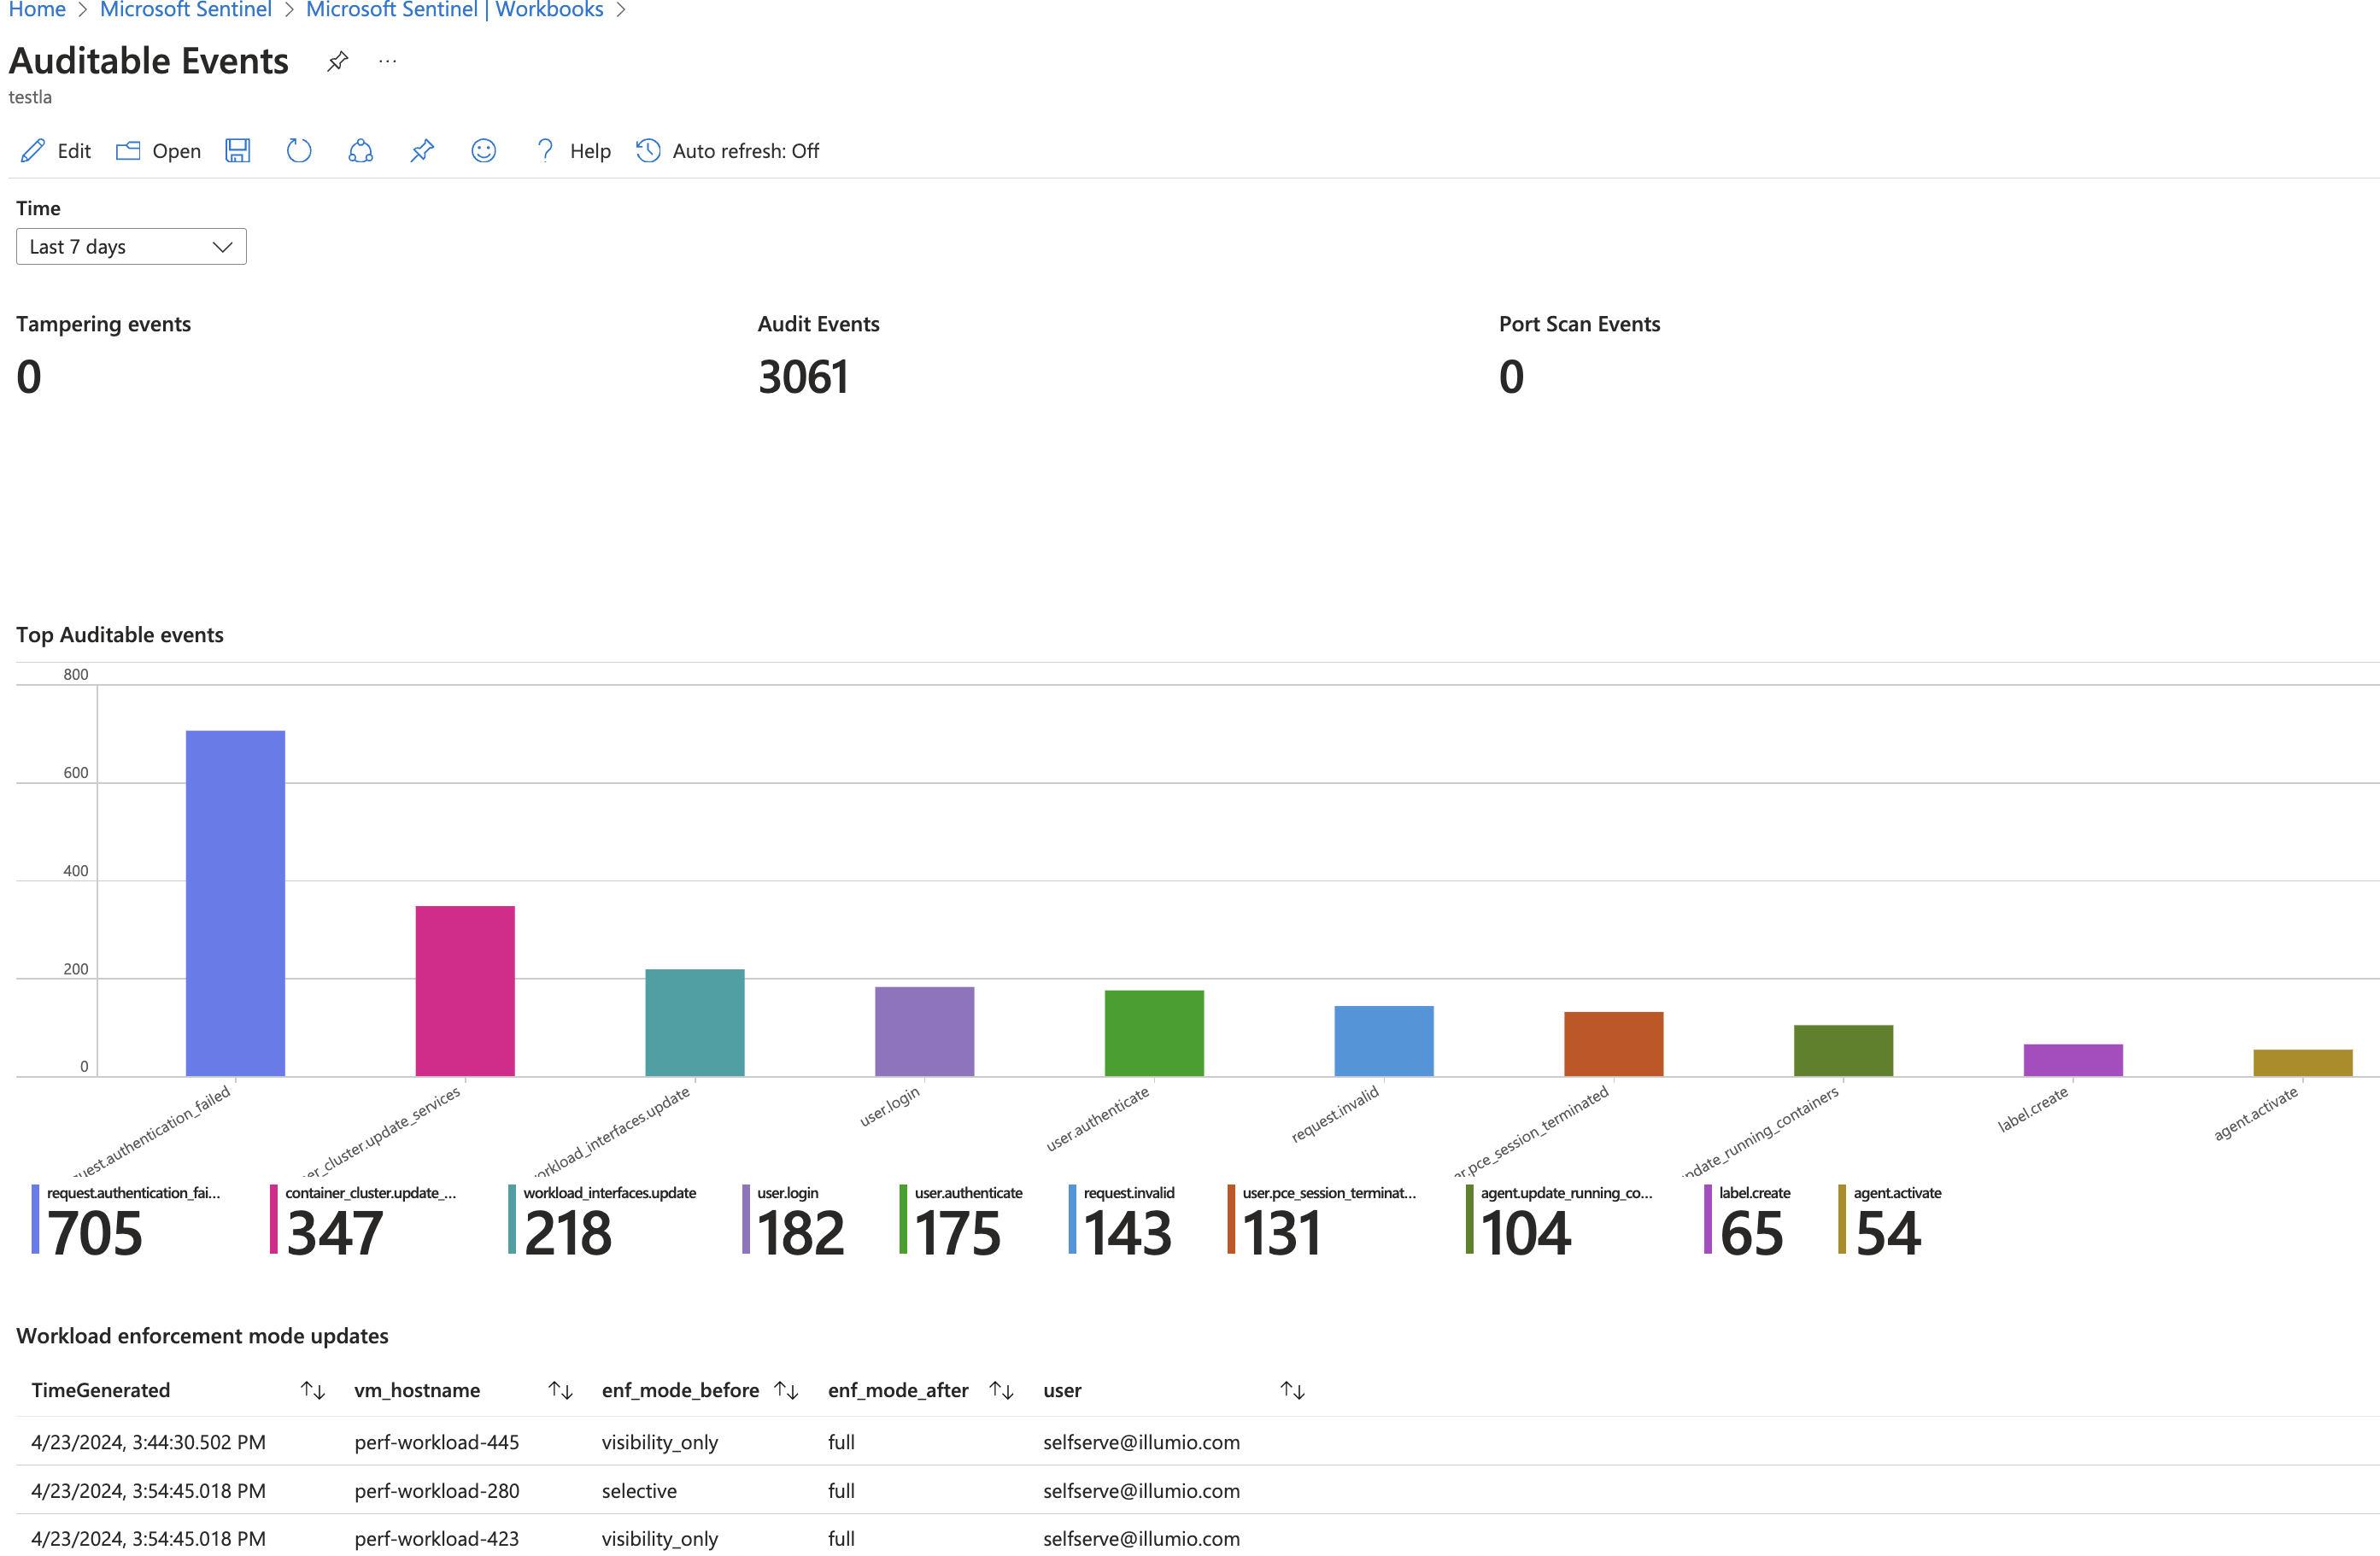 Home > Microsoft Sentinel > Microsoft Sentinel | Workbooks >
Auditable Events ...
testla
Edit Open ? Help Auto refresh: Off
Time
Last 7 days
Tampering events Audit Events Port Scan Events
0 3061 0
Top Auditable events
800
600
400
200
0
quest.authentication_failed er_cluster.update_services orkload_interfaces.update user.login user.authenticate request.invalid er.pce_session_terminated update_running_containers label.create agent.activate
request.authentication_fai... container_cluster.update_... workload_interfaces.update user.login user.authenticate request.invalid user.pce_session_terminat... agent.update_running_co... label.create agent.activate
705 347 218 182 175 143 131 104 65 54
Workload enforcement mode updates
TimeGenerated ↑↓ vm_hostname ↑↓ enf_mode_before ↑↓ enf_mode_after ↑↓ user ↑↓
4/23/2024, 3:44:30.502 PM perf-workload-445 visibility_only full selfserve@illumio.com
4/23/2024, 3:54:45.018 PM perf-workload-280 selective full selfserve@illumio.com
4/23/2024, 3:54:45.018 PM perf-workload-423 visibility_only full selfserve@illumio.com